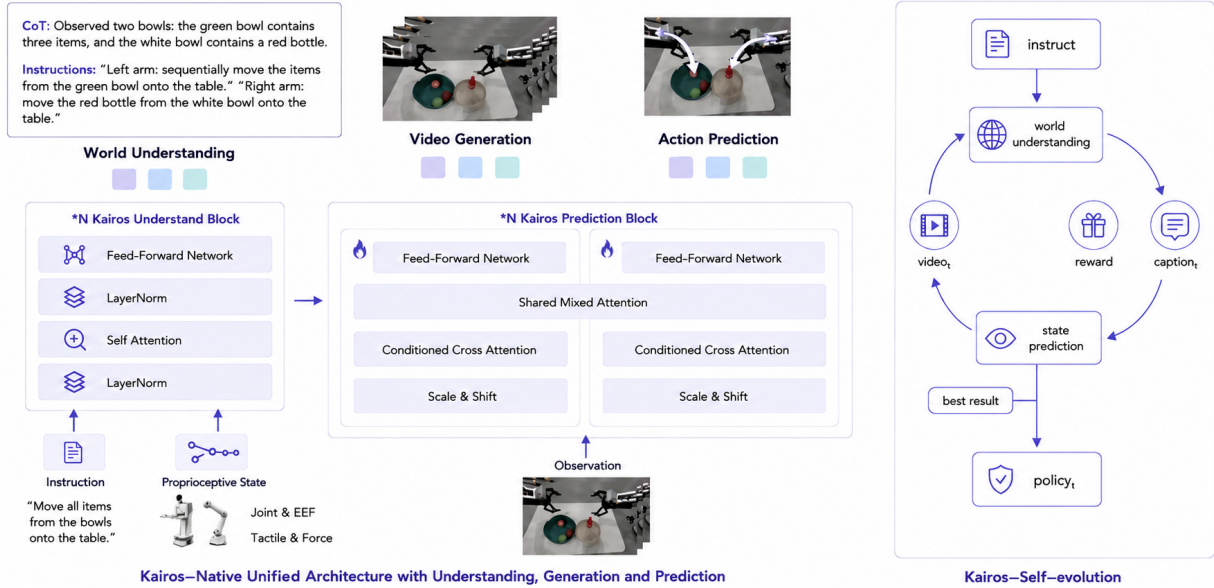 CoT: Observed two bowls: the green bowl contains
three items, and the white bowl contains a red bottle.
Instructions: “Left arm: sequentially move the items
from the green bowl onto the table.” “Right arm:
move the red bottle from the white bowl onto the
table.”
World Understanding
Video Generation
Action Prediction
*N Kairos Understand Block
Feed-Forward Network
LayerNorm
Self Attention
LayerNorm
Instruction
“Move all items
from the bowls
onto the table.”
Proprioceptive State
Joint & EEF
Tactile & Force
*N Kairos Prediction Block
Feed-Forward Network
Feed-Forward Network
Shared Mixed Attention
Conditioned Cross Attention
Conditioned Cross Attention
Scale & Shift
Scale & Shift
Observation
Kairos—Native Unified Architecture with Understanding, Generation and Prediction
instruct
world
understanding
videot
reward
captiont
state
prediction
best result
policyt
Kairos—Self—evolution